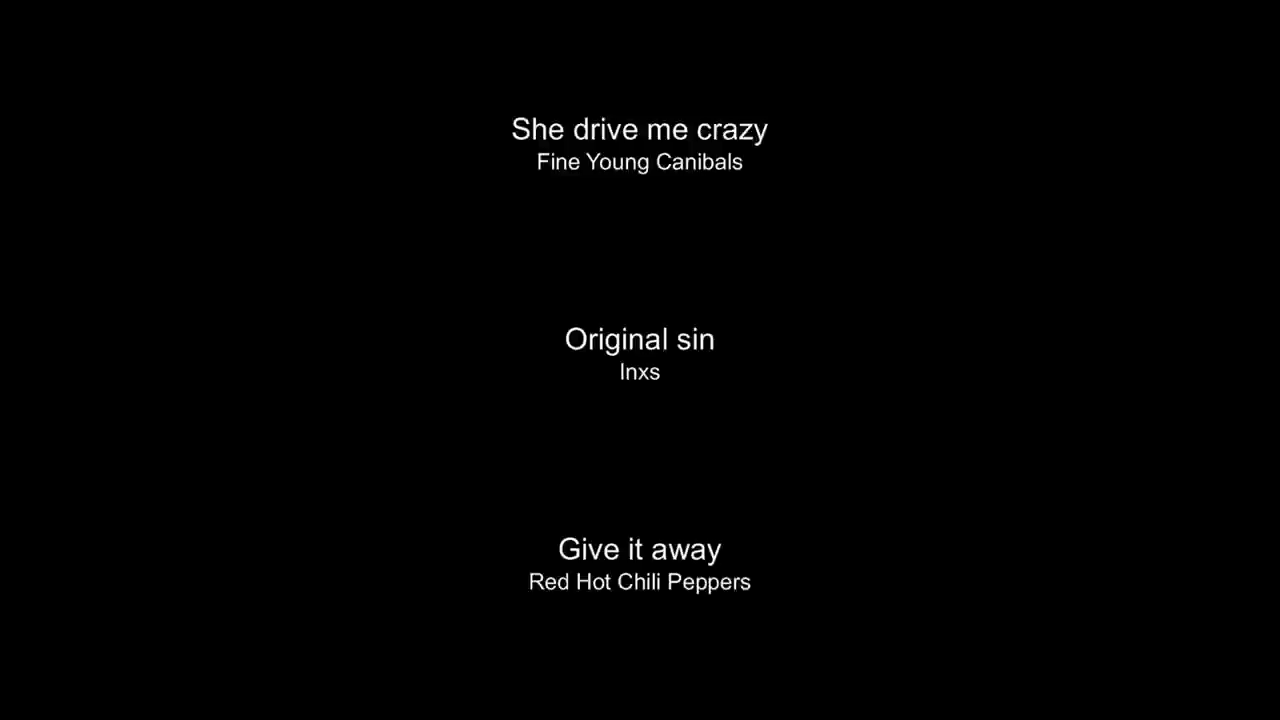 She drive me crazy
Fine Young Canibals
Original sin
Inxs
Give it away
Red Hot Chili Peppers